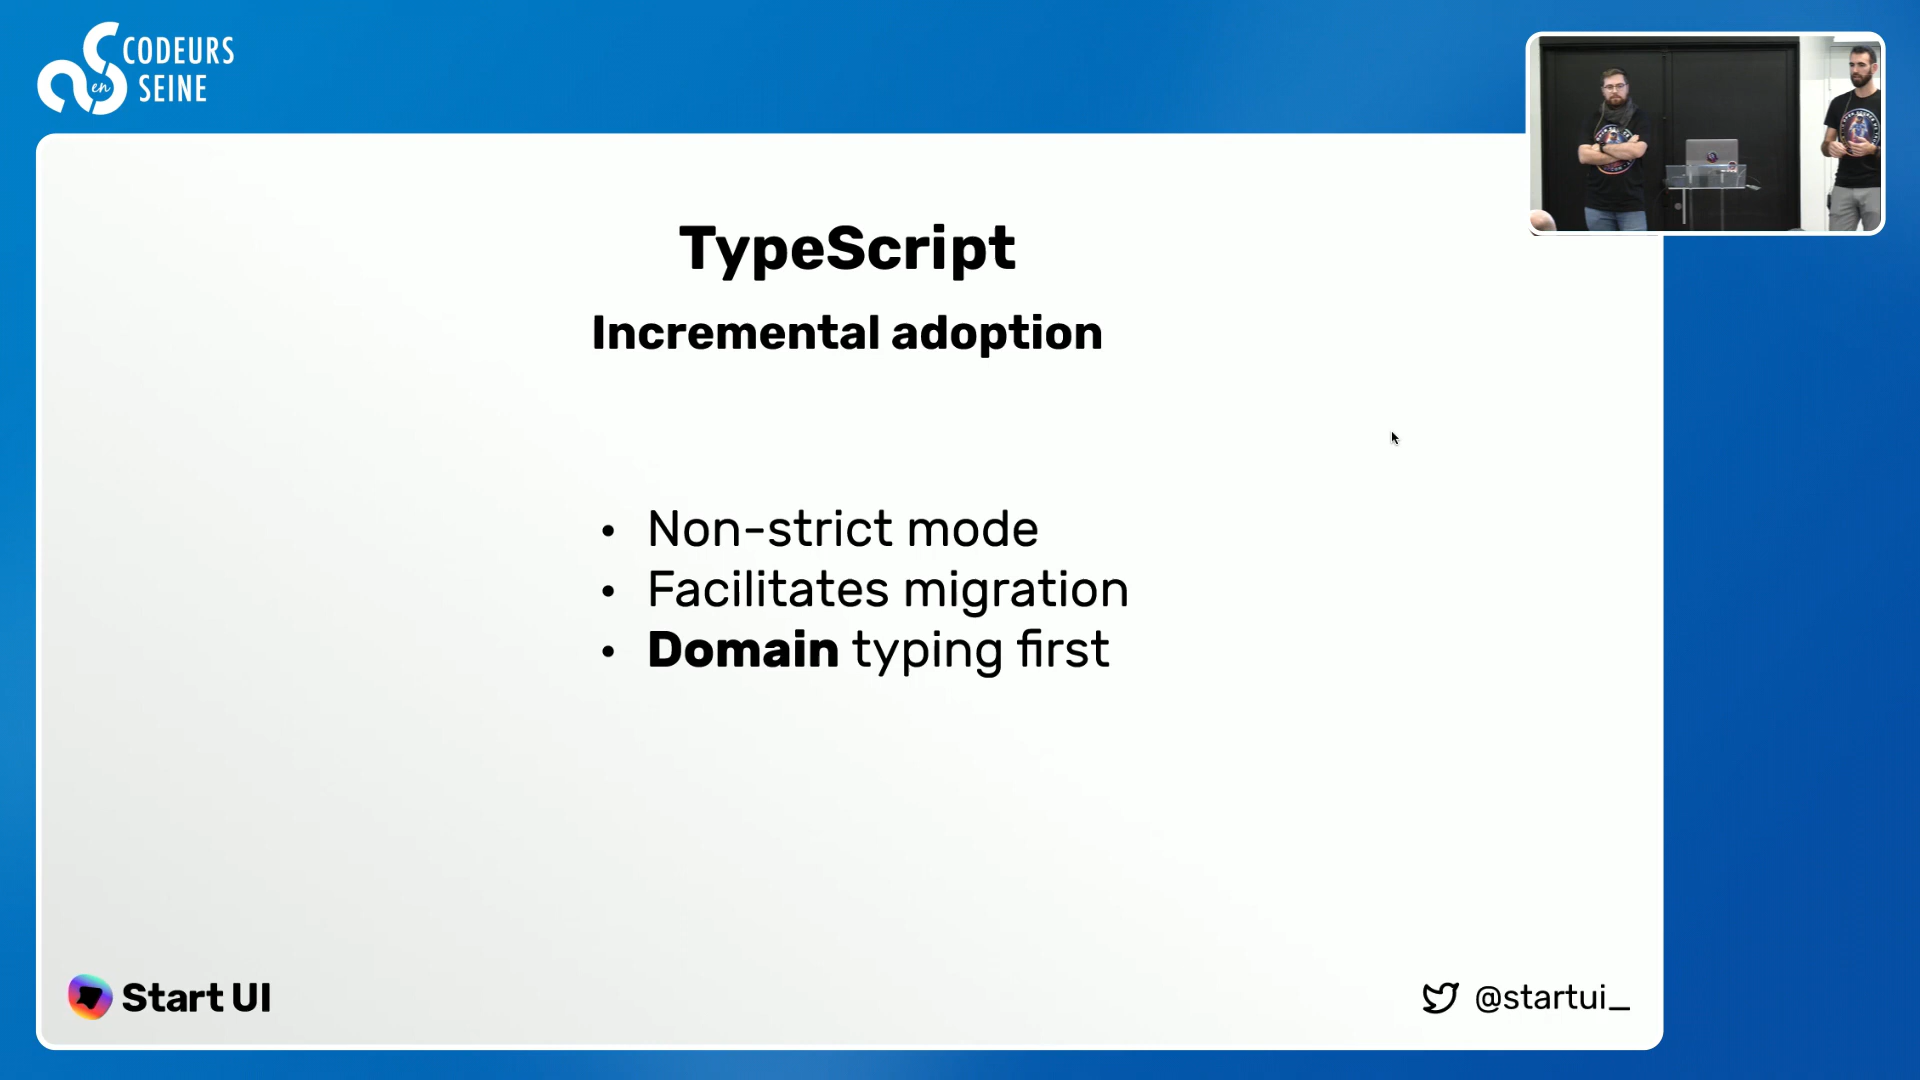 CODEURS
en
SEINE
TypeScript
Incremental adoption
• Non-strict mode
• Facilitates migration
• Domain typing first
Start UI
@startui_